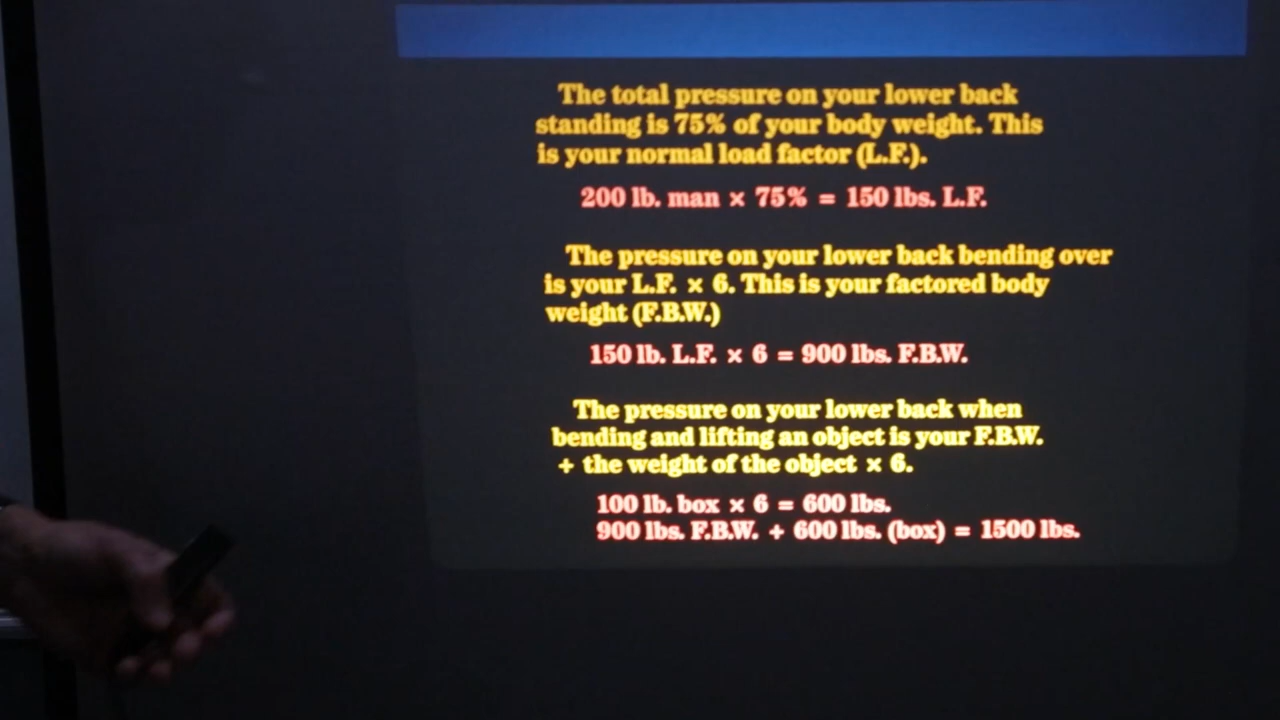 The total pressure on your lower back
standing is 75% of your body weight. This
is your normal load factor (L.F.).
200 lb. man × 75% = 150 lbs. L.F.
The pressure on your lower back bending over
is your L.F. × 6. This is your factored body
weight (F.B.W.)
150 lb. L.F. × 6 = 900 lbs. F.B.W.
The pressure on your lower back when
bending and lifting an object is your F.B.W.
+ the weight of the object × 6.
100 lb. box × 6 = 600 lbs.
900 lbs. F.B.W. + 600 lbs. (box) = 1500 lbs.